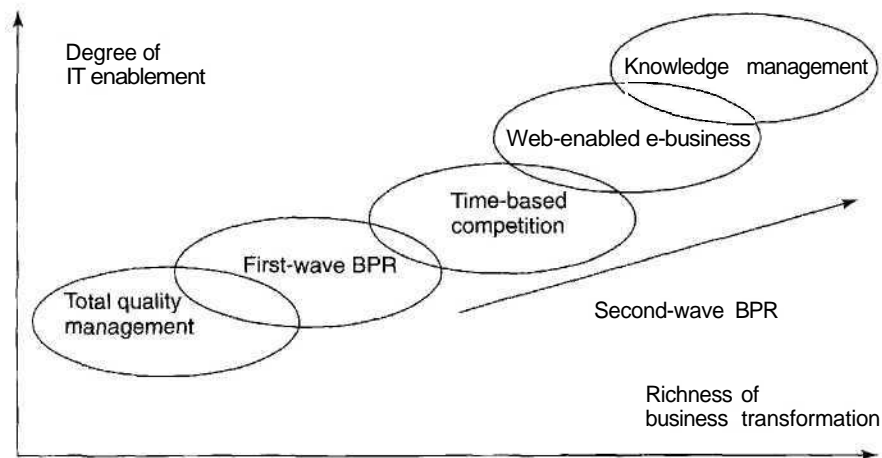 Degree of
IT enablement
Knowledge management
Web-enabled e-business
Time-based
competition
First-wave BPR
Total quality
management
Second-wave BPR
Richness of
business transformation